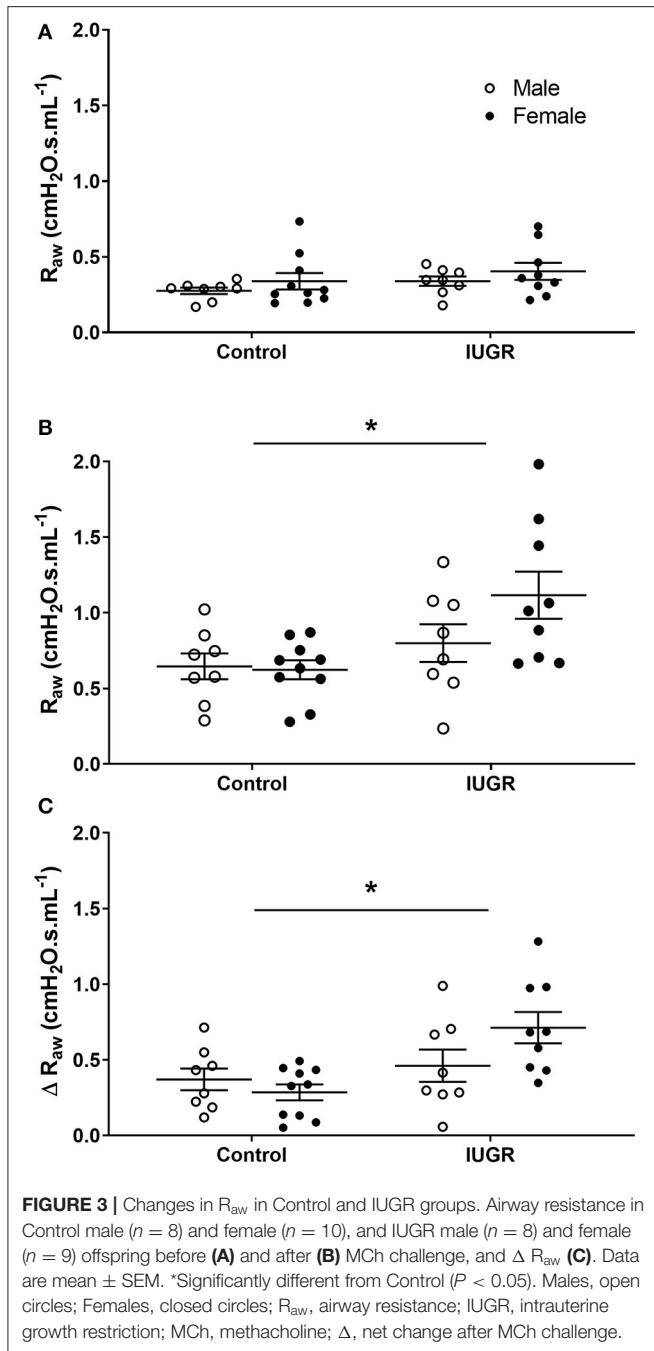 A
2.0
Male
Female
1.5
1.0
0.5
0.0
Raw (cmH2O.s.mL-1)
Control IUGR
B
*
2.0
1.5
1.0
0.5
0.0
Raw (cmH2O.s.mL-1)
Control IUGR
C
2.0
*
1.5
1.0
0.5
0.0
Δ Raw (cmH2O.s.mL-1)
Control IUGR
FIGURE 3 | Changes in Raw in Control and IUGR groups. Airway resistance in
Control male (n = 8) and female (n = 10), and IUGR male (n = 8) and female
(n = 9) offspring before (A) and after (B) MCh challenge, and Δ Raw (C). Data
are mean ± SEM. *Significantly different from Control (P < 0.05). Males, open
circles; Females, closed circles; Raw, airway resistance; IUGR, intrauterine
growth restriction; MCh, methacholine; Δ, net change after MCh challenge.